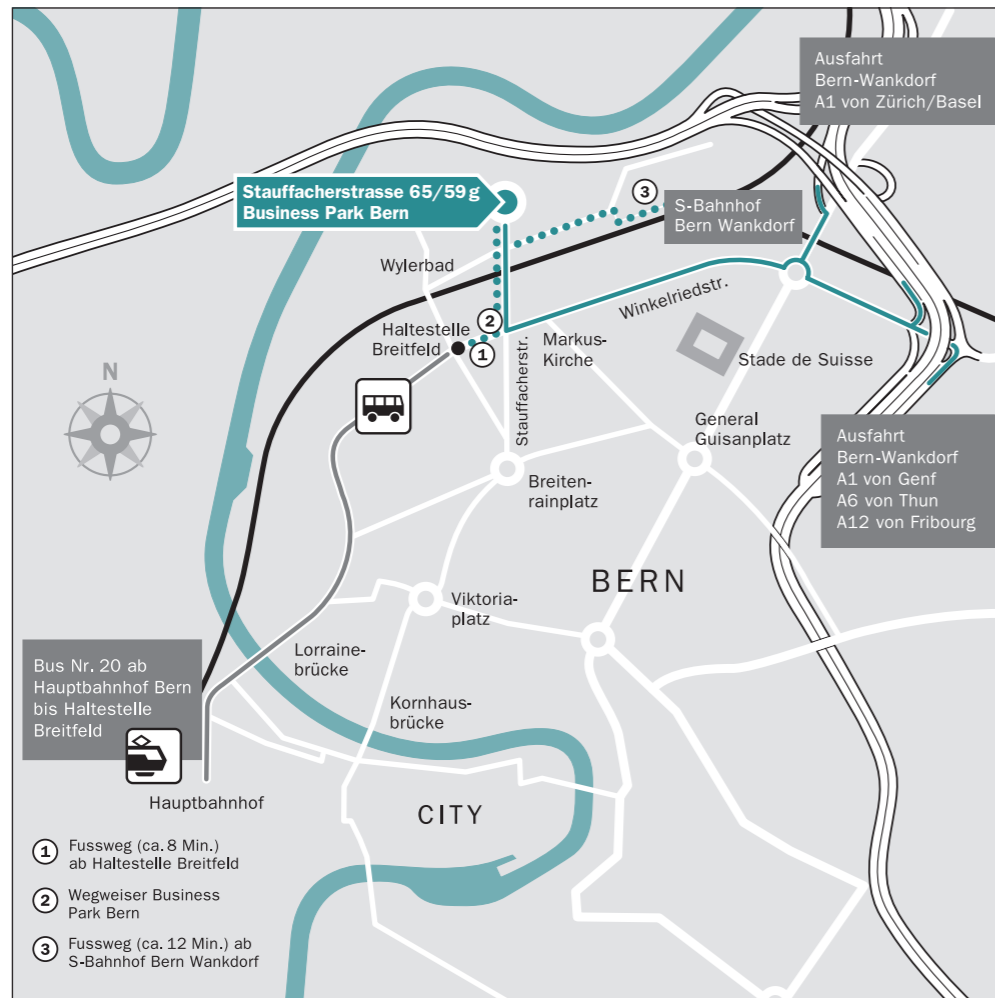 Ausfahrt
Bern-Wankdorf
A1 von Zürich/Basel
Stauffacherstrasse 65/59 g
Business Park Bern
3
S-Bahnhof
Bern Wankdorf
Wylerbad
Winkelriedstr.
2
Haltestelle
Breitfeld
1
Markus-
Kirche
Stade de Suisse
N
Stauffacherstr.
General
Guisanplatz
Ausfahrt
Bern-Wankdorf
A1 von Genf
A6 von Thun
A12 von Fribourg
Breiten-
rainplatz
BERN
Viktoria-
platz
Lorraine-
brücke
Bus Nr. 20 ab
Hauptbahnhof Bern
bis Haltestelle
Breitfeld
Kornhaus-
brücke
Hauptbahnhof
CITY
1 Fussweg (ca. 8 Min.)
ab Haltestelle Breitfeld
2 Wegweiser Business
Park Bern
3 Fussweg (ca. 12 Min.) ab
S-Bahnhof Bern Wankdorf